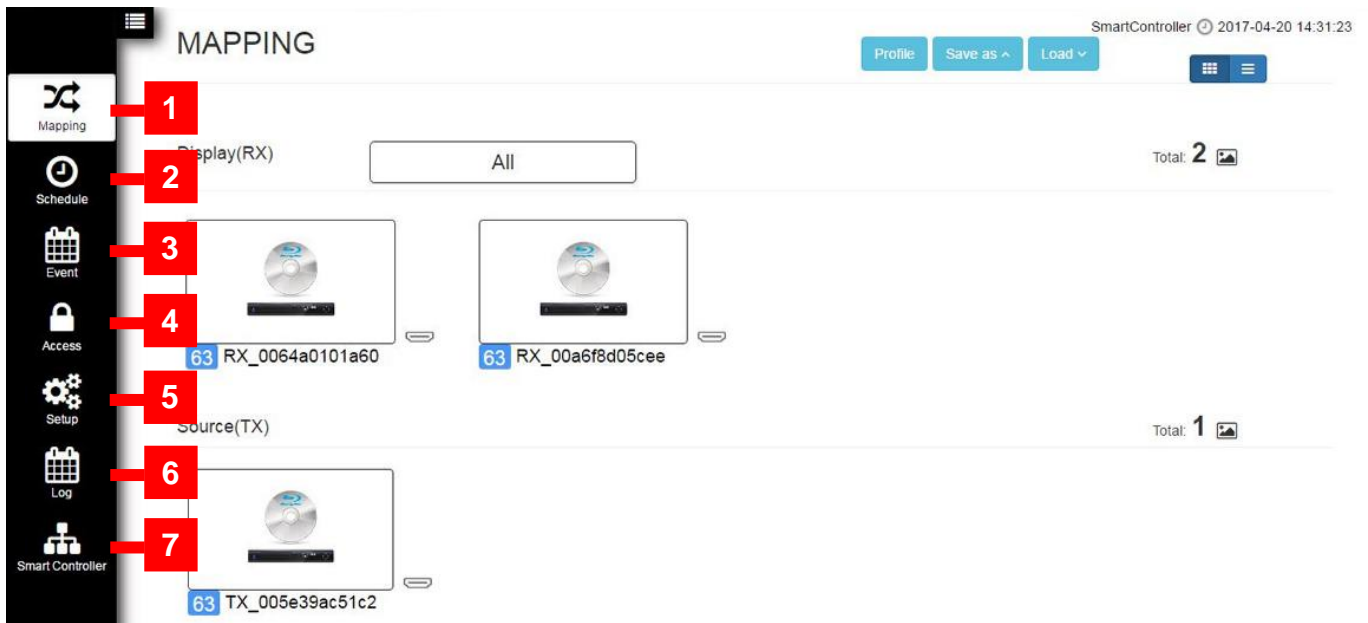 SmartController 2017-04-20 14:31:23
MAPPING
Profile
Save as
Load
1
Mapping
2
Schedule
3
Event
4
Access
5
Setup
6
Log
7
Smart Controller
Display(RX)
All
Total: 2
63 RX_0064a0101a60
63 RX_00a6f8d05cee
Source(TX)
Total: 1
63 TX_005e39ac51c2